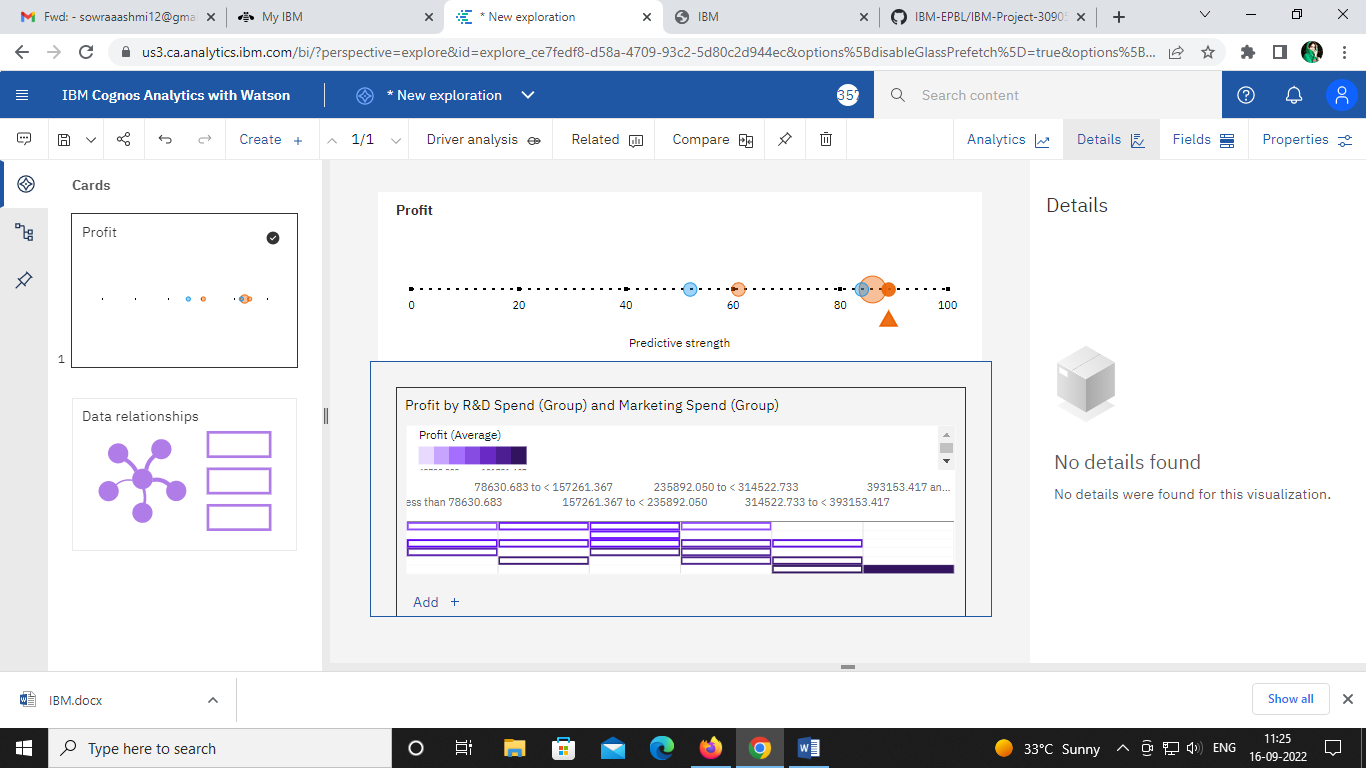 Fwd: - sowraaashmi12@gmai
My IBM
* New exploration
IBM
IBM-EPBL/IBM-Project-3090
us3.ca.analytics.ibm.com/bi/?perspective=explore&id=explore_ce7fedf8-d58a-4709-93c2-5d80c2d944ec&options%5BdisableGlassPrefetch%5D=true&options%5B...
IBM Cognos Analytics with Watson
* New exploration
Search content
Create +
1/1
Driver analysis
Related
Compare
Analytics
Details
Fields
Properties
Cards
Profit
1
Data relationships
Profit
0 20 40 60 80 100
Predictive strength
Profit by R&D Spend (Group) and Marketing Spend (Group)
Profit (Average)
78630.683 to < 157261.367 235892.050 to < 314522.733 393153.417 an...
ess than 78630.683 157261.367 to < 235892.050 314522.733 to < 393153.417
Add +
Details
No details found
No details were found for this visualization.
IBM.docx
Show all
Type here to search
33°C Sunny
ENG
11:25
16-09-2022